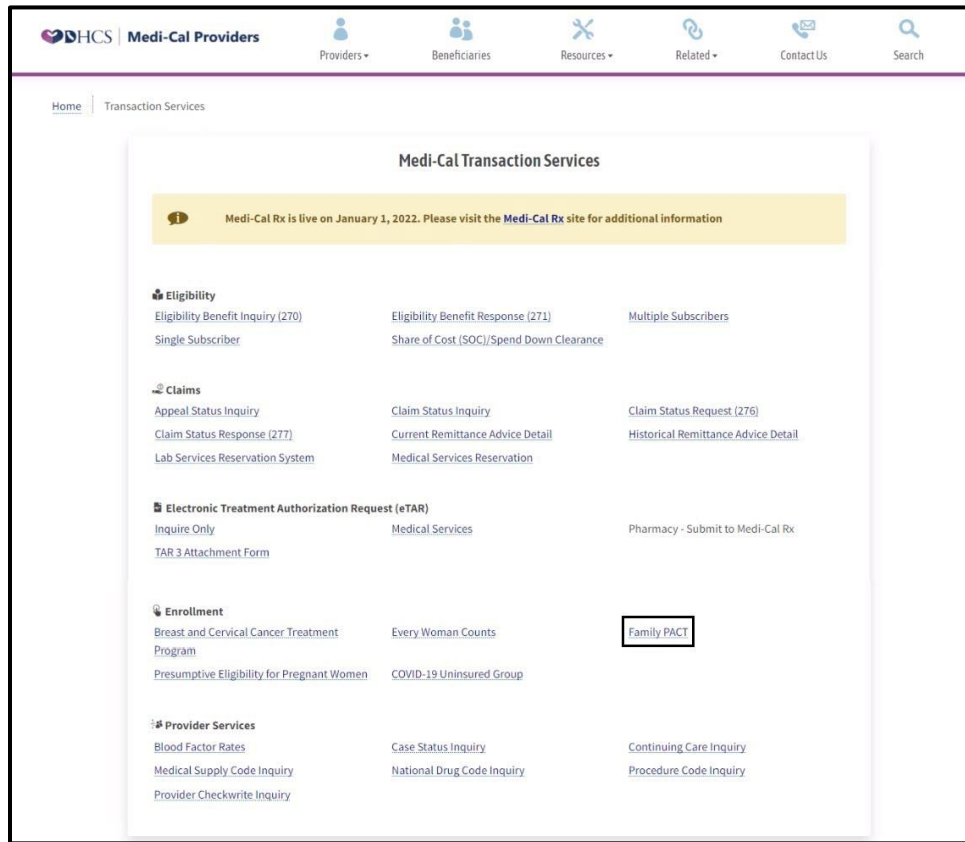 DHCS Medi-Cal Providers
Providers
Beneficiaries
Resources
Related
Contact Us
Search
Home Transaction Services
Medi-Cal Transaction Services
Medi-Cal Rx is live on January 1, 2022. Please visit the Medi-Cal Rx site for additional information
Eligibility
Eligibility Benefit Inquiry (270) Eligibility Benefit Response (271) Multiple Subscribers
Single Subscriber Share of Cost (SOC)/Spend Down Clearance
Claims
Appeal Status Inquiry Claim Status Inquiry Claim Status Request (276)
Claim Status Response (277) Current Remittance Advice Detail Historical Remittance Advice Detail
Lab Services Reservation System Medical Services Reservation
Electronic Treatment Authorization Request (eTAR)
Inquire Only Medical Services Pharmacy - Submit to Medi-Cal Rx
TAR 3 Attachment Form
Enrollment
Breast and Cervical Cancer Treatment Every Woman Counts Family PACT
Program
Presumptive Eligibility for Pregnant Women COVID-19 Uninsured Group
Provider Services
Blood Factor Rates Case Status Inquiry Continuing Care Inquiry
Medical Supply Code Inquiry National Drug Code Inquiry Procedure Code Inquiry
Provider Checkwrite Inquiry